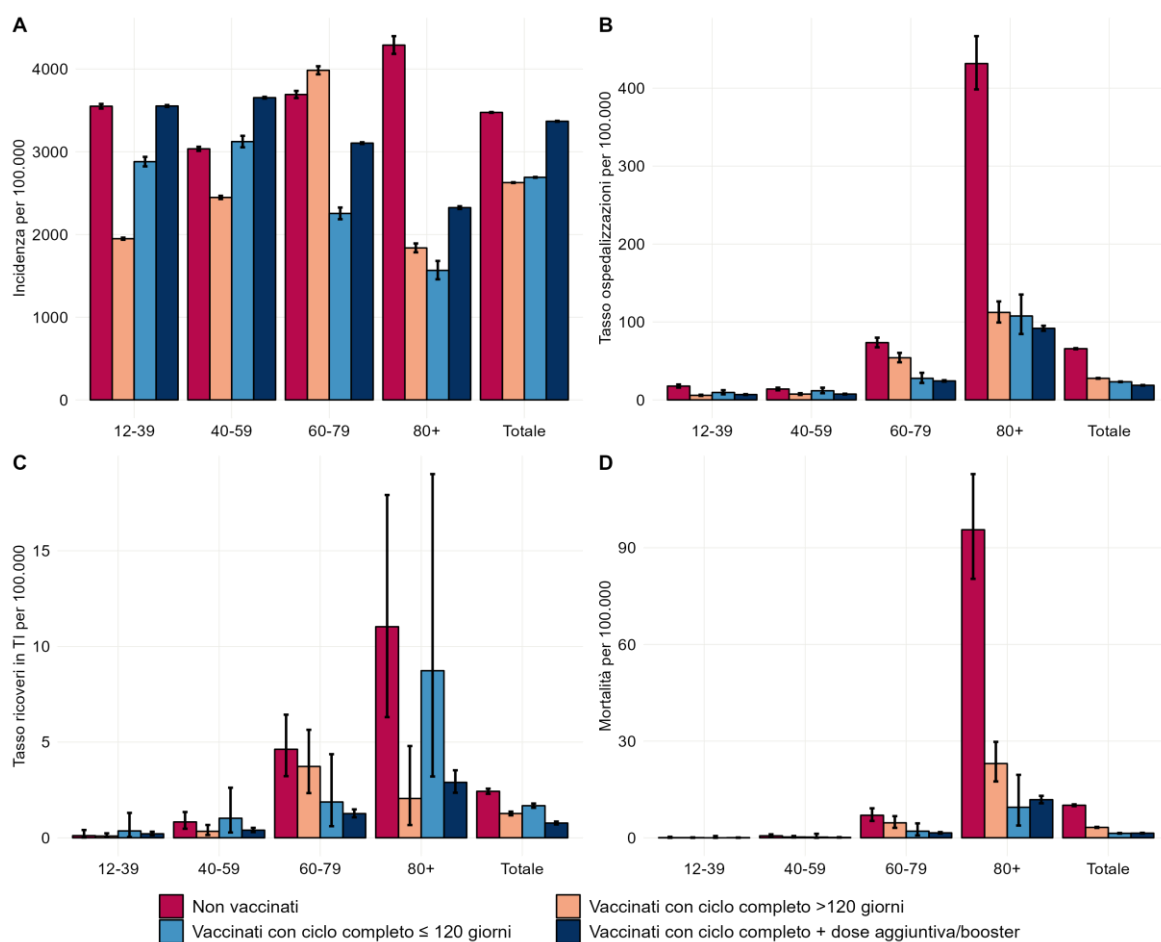 A
Incidenza per 100.000
4000
3000
2000
1000
0
12-39 40-59 60-79 80+ Totale
B
Tasso ospedalizzazioni per 100.000
400
300
200
100
0
12-39 40-59 60-79 80+ Totale
C
Tasso ricoveri in TI per 100.000
15
10
5
0
12-39 40-59 60-79 80+ Totale
D
Mortalità per 100.000
90
60
30
0
12-39 40-59 60-79 80+ Totale
Non vaccinati
Vaccinati con ciclo completo ≤ 120 giorni
Vaccinati con ciclo completo >120 giorni
Vaccinati con ciclo completo + dose aggiuntiva/booster